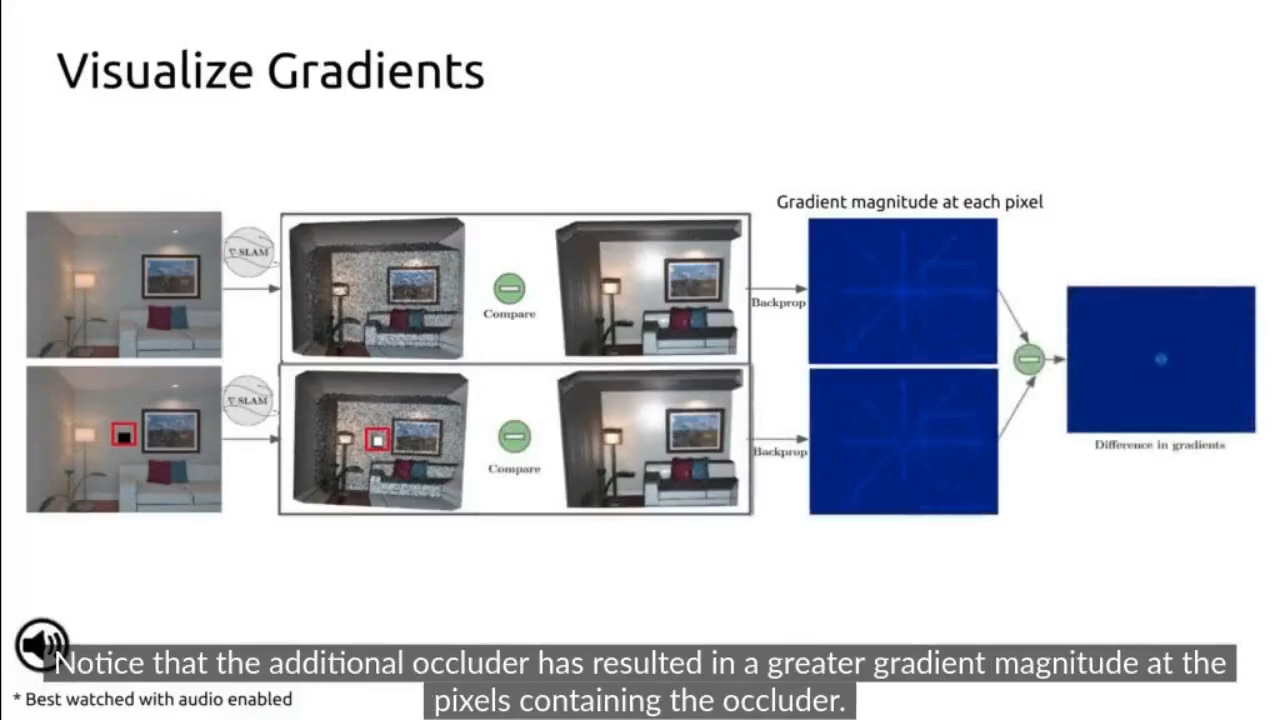 Visualize Gradients
Gradient magnitude at each pixel
∇-SLAM
Compare
Backprop
∇-SLAM
Compare
Backprop
Difference in gradients
Notice that the additional occluder has resulted in a greater gradient magnitude at the
pixels containing the occluder.
* Best watched with audio enabled